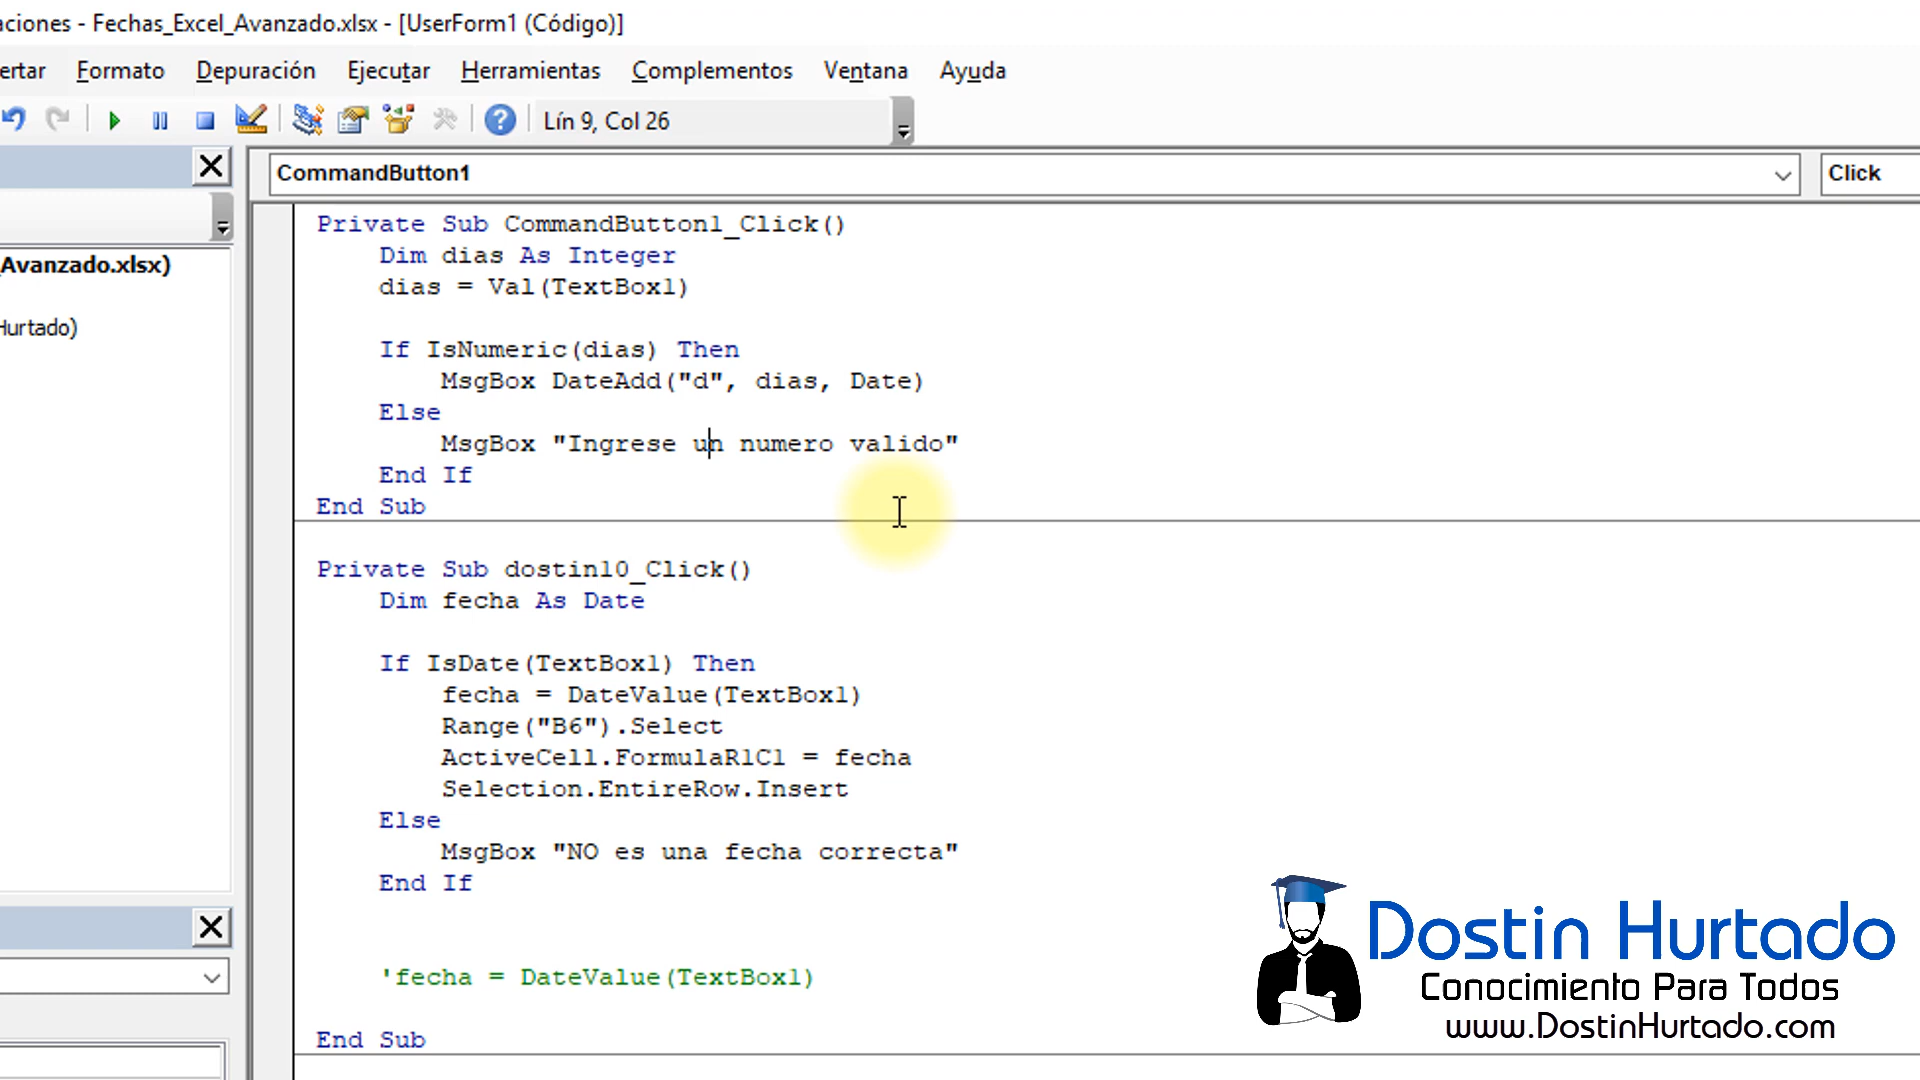 aciones - Fechas_Excel_Avanzado.xlsx - [UserForm1 (Código)]
ertar Formato Depuración Ejecutar Herramientas Complementos Ventana Ayuda
Lín 9, Col 26
CommandButton1 Click
Private Sub CommandButton1_Click()
Dim dias As Integer
_Avanzado.xlsx)
dias = Val(TextBox1)
Hurtado)
If IsNumeric(dias) Then
MsgBox DateAdd("d", dias, Date)
Else
MsgBox "Ingrese un numero valido"
End If
End Sub
Private Sub dostin10_Click()
Dim fecha As Date
If IsDate(TextBox1) Then
fecha = DateValue(TextBox1)
Range("B6").Select
ActiveCell.FormulaR1C1 = fecha
Selection.EntireRow.Insert
Else
MsgBox "NO es una fecha correcta"
End If
'fecha = DateValue(TextBox1)
End Sub
Dostin Hurtado
Conocimiento Para Todos
www.DostinHurtado.com